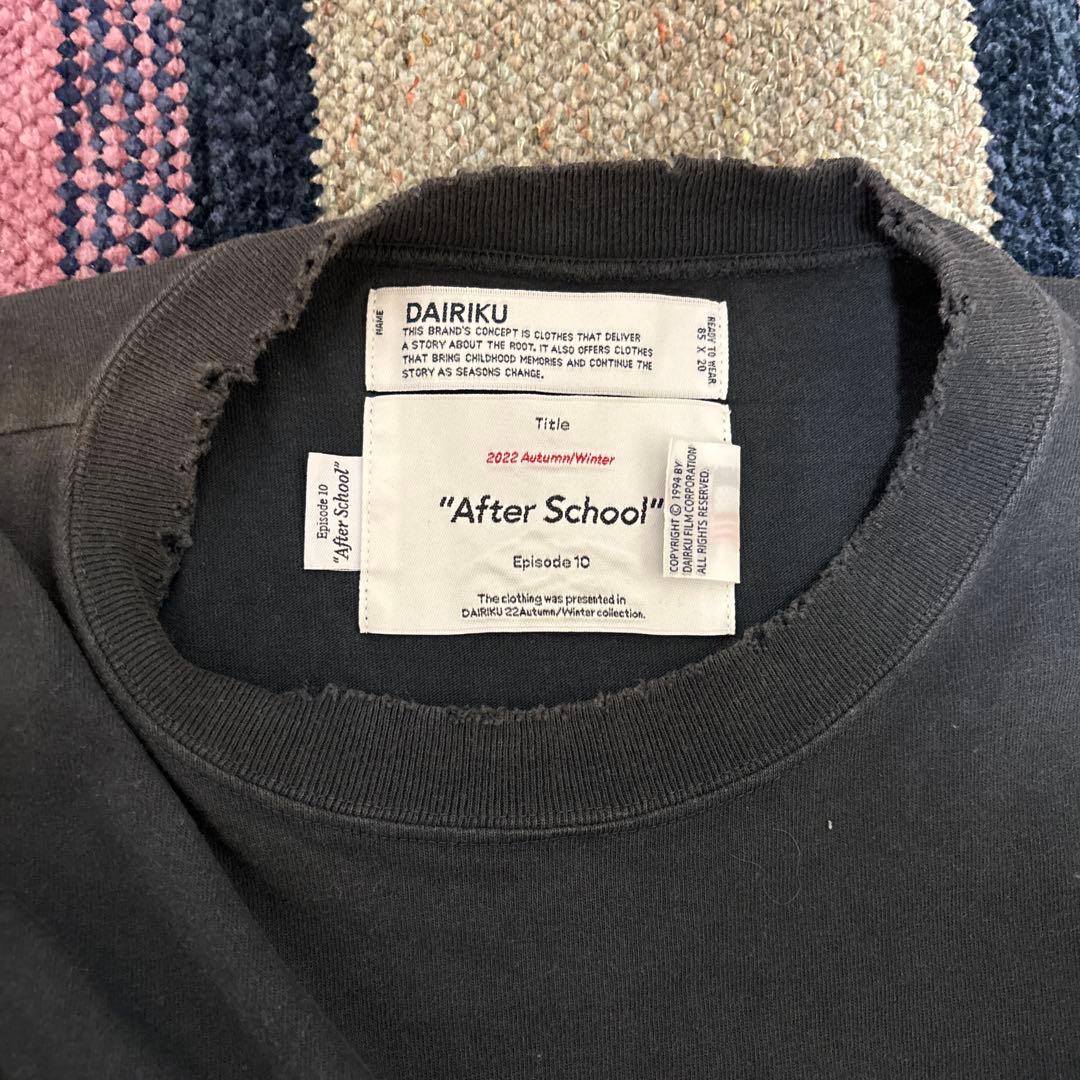 NAME
DAIRIKU
THIS BRAND'S CONCEPT IS CLOTHES THAT DELIVER
A STORY ABOUT THE ROOT. IT ALSO OFFERS CLOTHES
THAT BRING CHILDHOOD MEMORIES AND CONTINUE THE
STORY AS SEASONS CHANGE.
READY TO WEAR
85 X 20
Title
2022 Autumn/Winter
"After School"
Episode 10
The clothing was presented in
DAIRIKU 22Autumn/Winter collection.
Episode 10
"After School"
COPYRIGHT © 1994 BY
DAIRIKU FILM CORPORATION
ALL RIGHTS RESERVED.